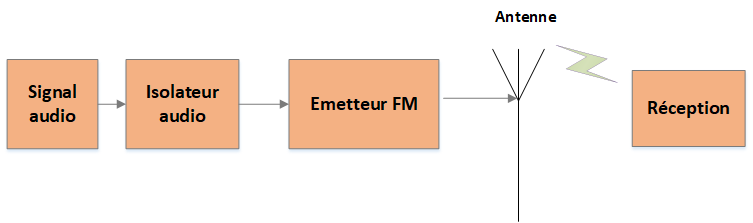 Antenne
Signal
audio
Isolateur
audio
Emetteur FM
Réception